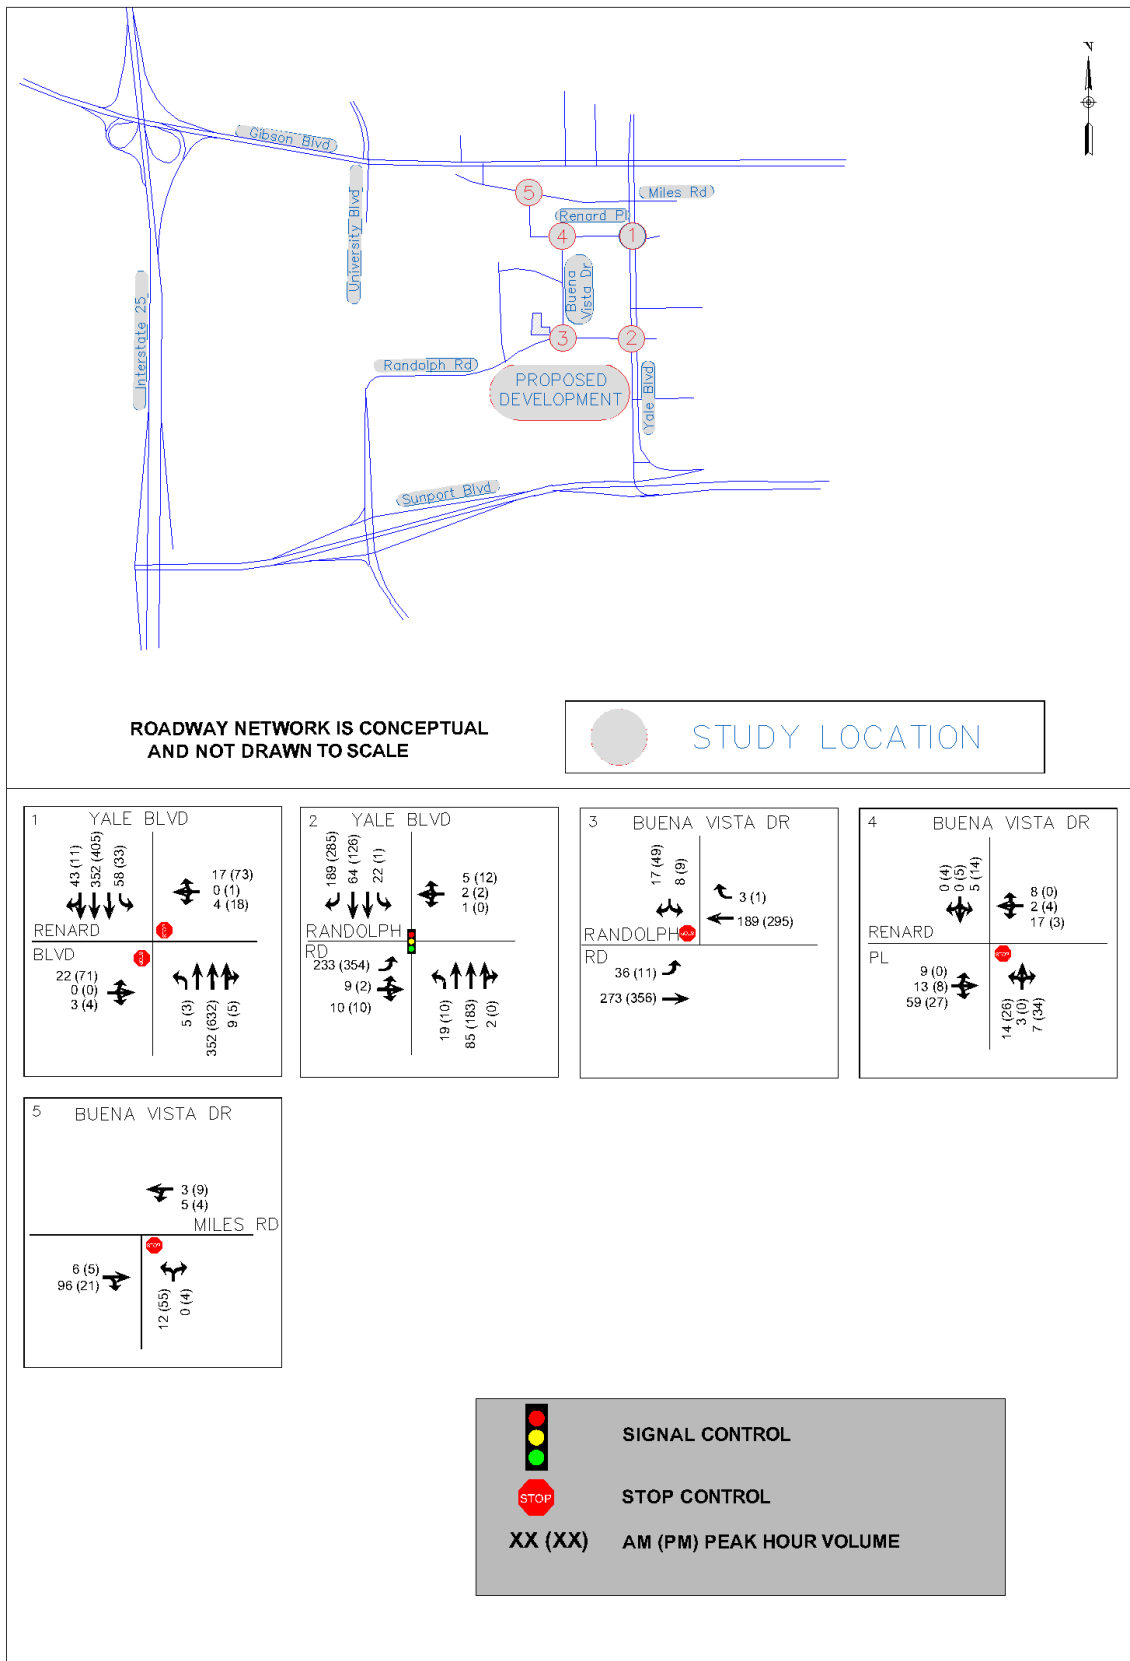 N
Gibson Blvd
University Blvd
Miles Rd
5
Renard Pl
4
1
Buena
Vista Dr
Interstate 25
3
2
Randolph Rd
PROPOSED
DEVELOPMENT
Yale Blvd
Sunport Blvd
ROADWAY NETWORK IS CONCEPTUAL
AND NOT DRAWN TO SCALE
STUDY LOCATION
1
YALE BLVD
43 (11)
352 (405)
58 (33)
17 (73)
0 (1)
4 (18)
STOP
RENARD
BLVD
STOP
22 (71)
0 (0)
3 (4)
5 (3)
352 (632)
9 (5)
2
YALE BLVD
189 (285)
64 (126)
22 (1)
5 (12)
2 (2)
1 (0)
RANDOLPH
RD
233 (354)
9 (2)
10 (10)
19 (10)
85 (183)
2 (0)
3
BUENA VISTA DR
17 (49)
8 (9)
3 (1)
189 (295)
RANDOLPH
STOP
RD
36 (11)
273 (356)
4
BUENA VISTA DR
0 (4)
0 (5)
5 (14)
8 (0)
2 (4)
17 (3)
RENARD
PL
STOP
9 (0)
13 (8)
59 (27)
14 (26)
3 (0)
7 (34)
5
BUENA VISTA DR
3 (9)
5 (4)
MILES RD
STOP
6 (5)
96 (21)
12 (55)
0 (4)
SIGNAL CONTROL
STOP
STOP CONTROL
XX (XX)
AM (PM) PEAK HOUR VOLUME